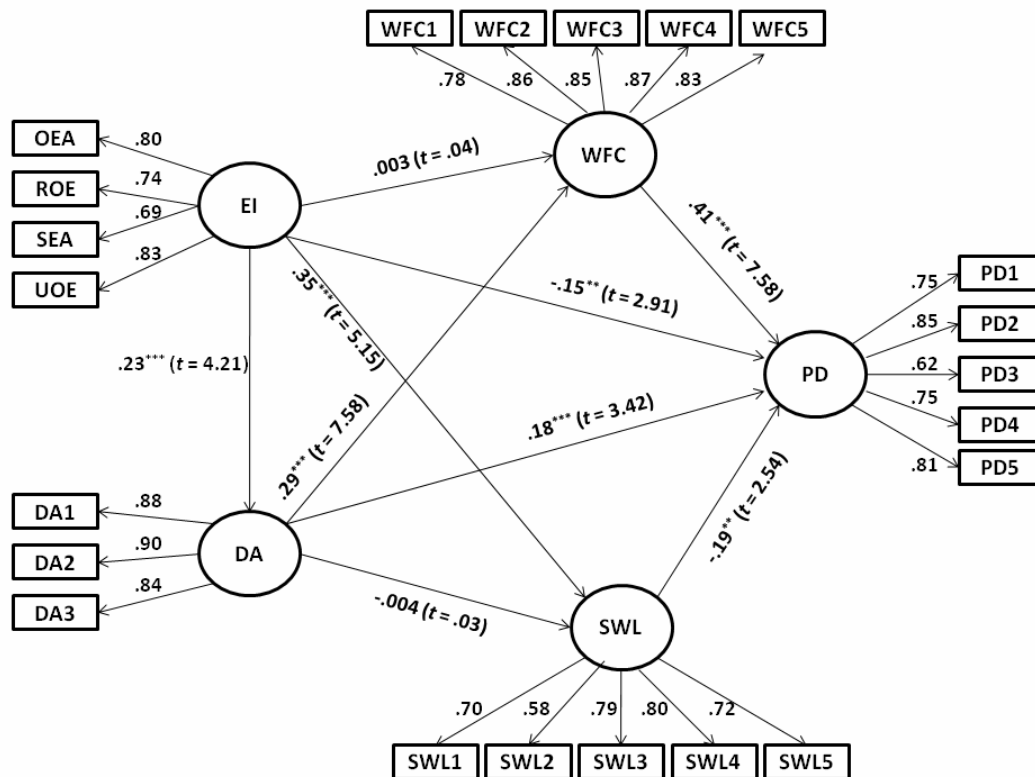 WFC1 WFC2 WFC3 WFC4 WFC5
.78 .86 .85 .87 .83
OEA .80
ROE .74
SEA .69
UOE .83
EI
WFC
.003 (t = .04)
.41*** (t = 7.58)
.35*** (t = 5.15)
-.15** (t = 2.91)
.23*** (t = 4.21)
.29*** (t = 7.58)
.18*** (t = 3.42)
PD
.75 PD1
.85 PD2
.62 PD3
.75 PD4
.81 PD5
DA1 .88
DA2 .90
DA3 .84
DA
-.004 (t = .03)
-.19** (t = 2.54)
SWL
.70 .58 .79 .80 .72
SWL1 SWL2 SWL3 SWL4 SWL5